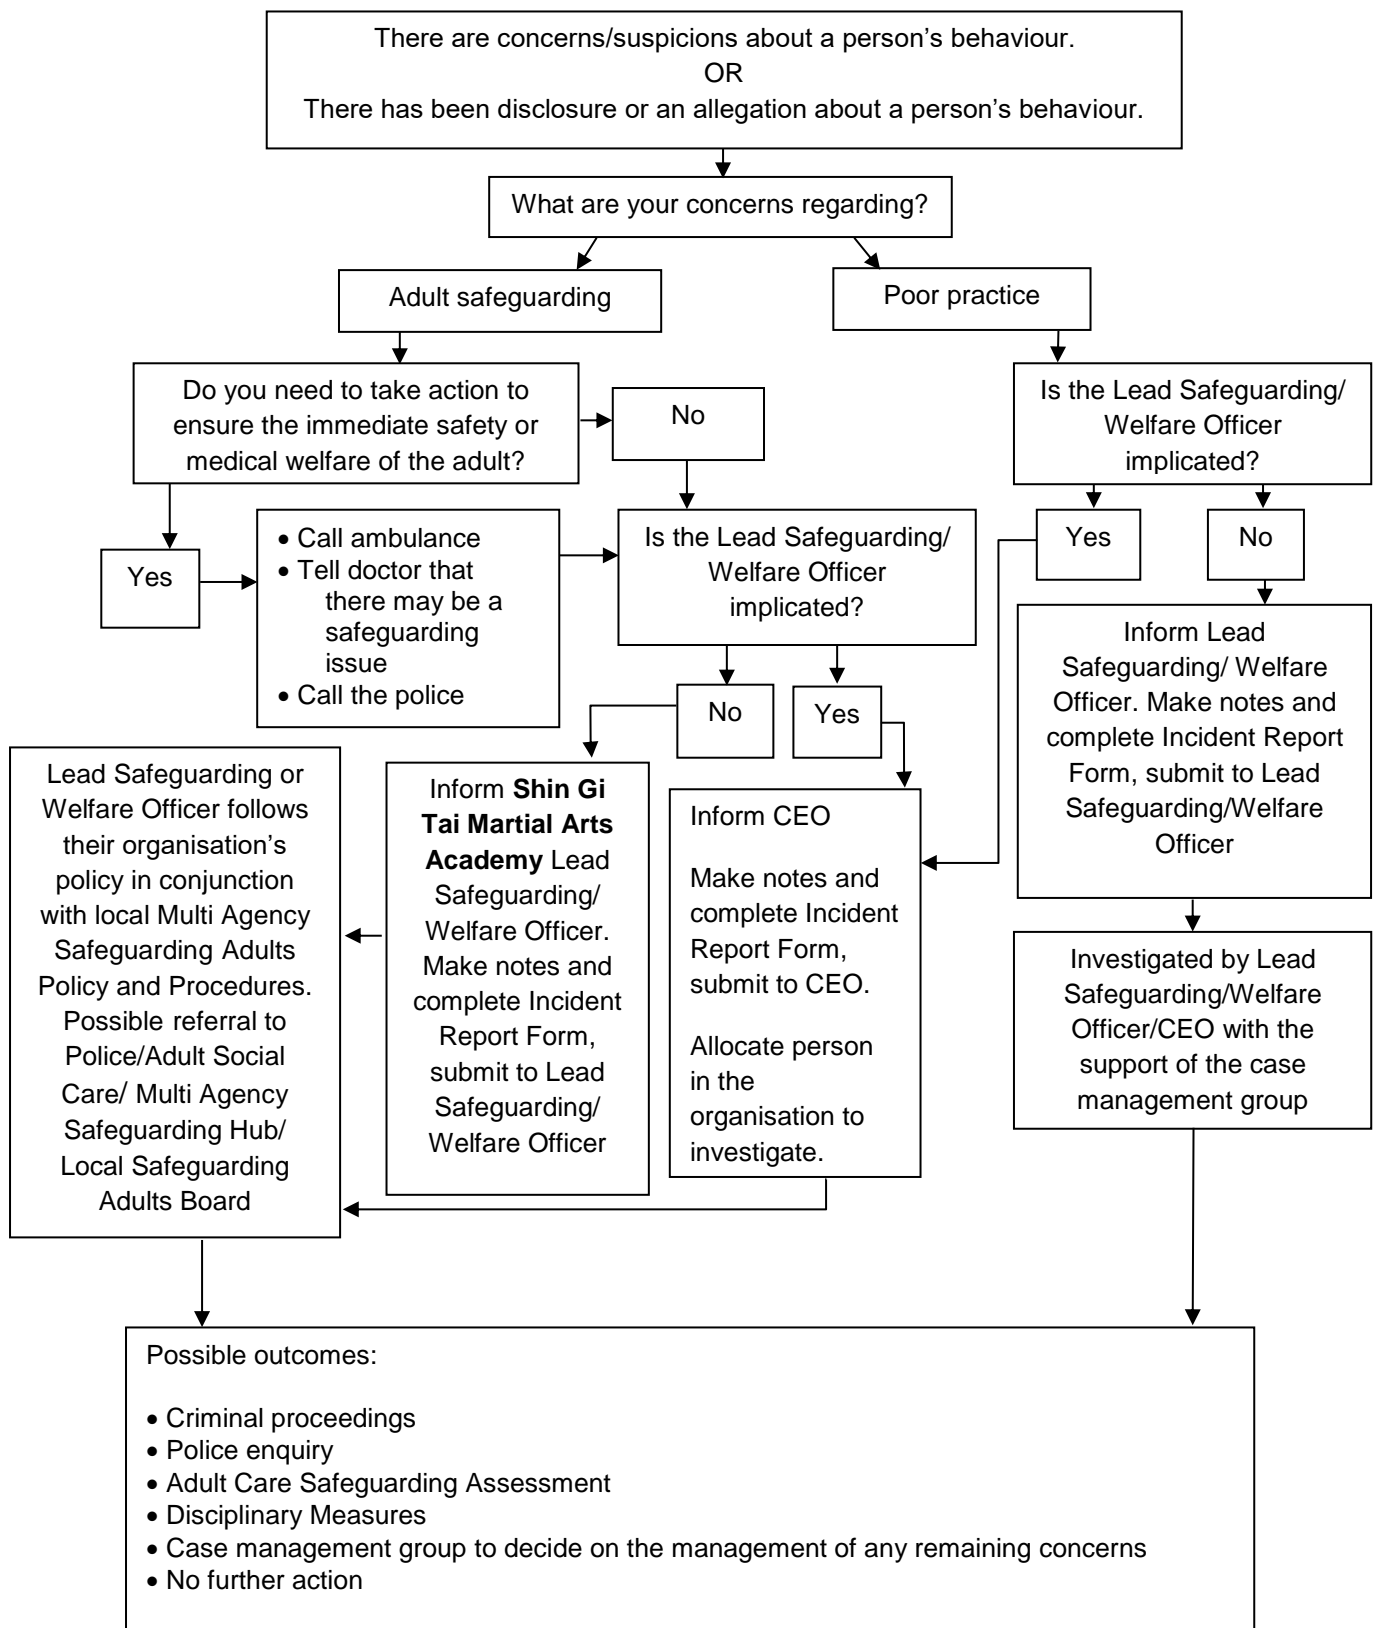 There are concerns/suspicions about a person’s behaviour.
OR
There has been disclosure or an allegation about a person’s behaviour.
What are your concerns regarding?
Adult safeguarding
Poor practice
Do you need to take action to
ensure the immediate safety or
medical welfare of the adult?
No
Is the Lead Safeguarding/
Welfare Officer
implicated?
Yes
• Call ambulance
• Tell doctor that
there may be a
safeguarding
issue
• Call the police
Is the Lead Safeguarding/
Welfare Officer
implicated?
Yes
No
No
Yes
Inform Lead
Safeguarding/ Welfare
Officer. Make notes and
complete Incident Report
Form, submit to Lead
Safeguarding/Welfare
Officer
Lead Safeguarding or
Welfare Officer follows
their organisation’s
policy in conjunction
with local Multi Agency
Safeguarding Adults
Policy and Procedures.
Possible referral to
Police/Adult Social
Care/ Multi Agency
Safeguarding Hub/
Local Safeguarding
Adults Board
Inform Shin Gi
Tai Martial Arts
Academy Lead
Safeguarding/
Welfare Officer.
Make notes and
complete Incident
Report Form,
submit to Lead
Safeguarding/
Welfare Officer
Inform CEO
Make notes and
complete Incident
Report Form,
submit to CEO.
Allocate person
in the
organisation to
investigate.
Investigated by Lead
Safeguarding/Welfare
Officer/CEO with the
support of the case
management group
Possible outcomes:
• Criminal proceedings
• Police enquiry
• Adult Care Safeguarding Assessment
• Disciplinary Measures
• Case management group to decide on the management of any remaining concerns
• No further action